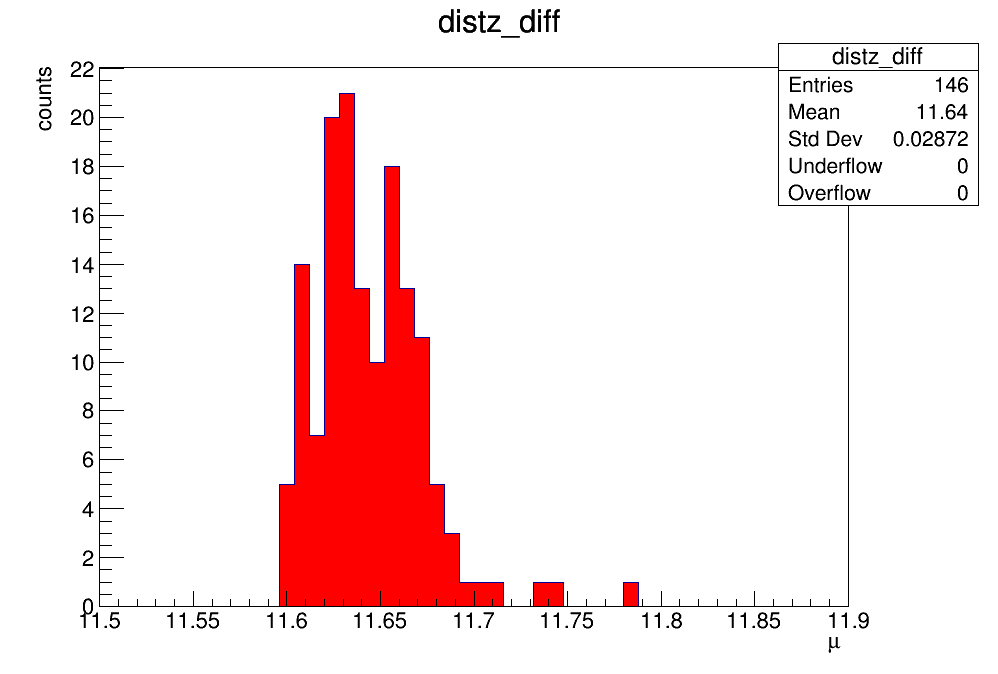 distz_diff
distz_diff
Entries 146
Mean 11.64
Std Dev 0.02872
Underflow 0
Overflow 0
counts
22
20
18
16
14
12
10
8
6
4
2
0
11.5 11.55 11.6 11.65 11.7 11.75 11.8 11.85 11.9
μ